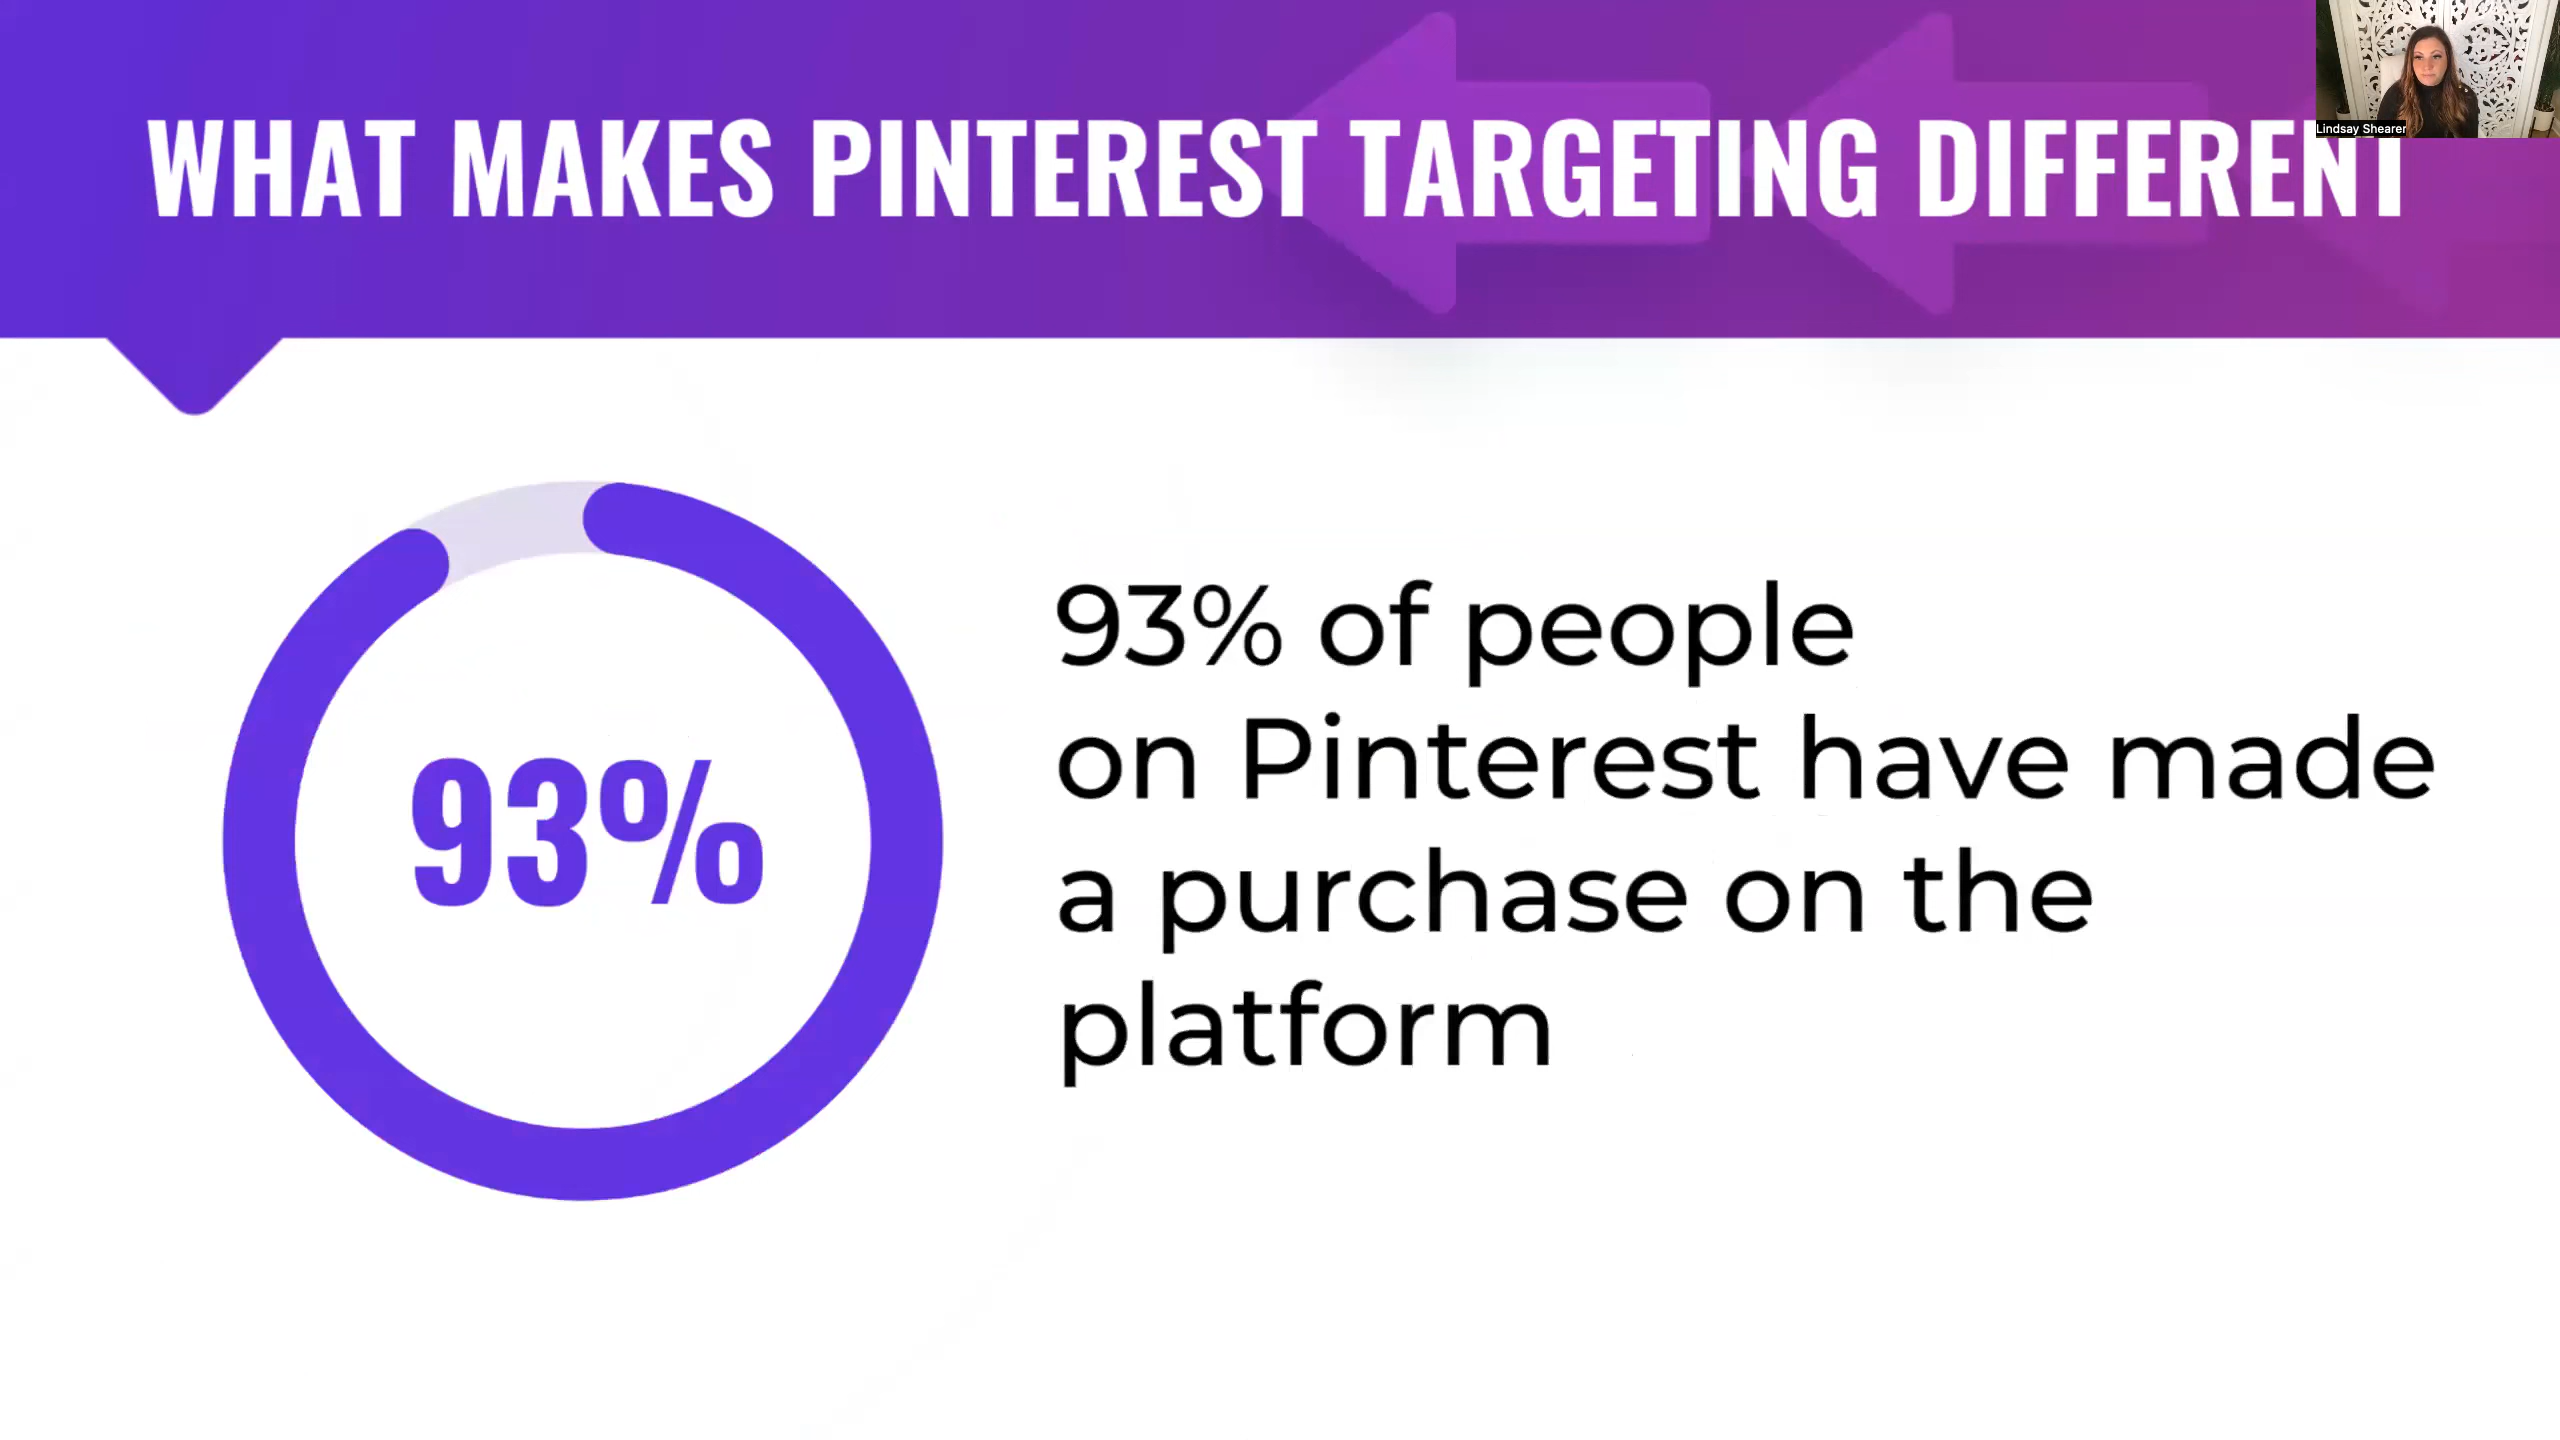 WHAT MAKES PINTEREST TARGETING DIFFERENT
Lindsay Shearer
93%
93% of people
on Pinterest have made
a purchase on the
platform